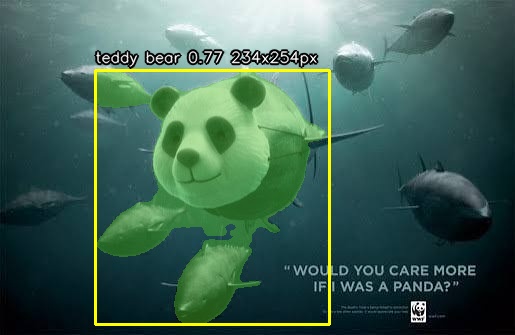 teddy bear 0.77 234x254px
“WOULD YOU CARE MORE
IF I WAS A PANDA?”
WWF